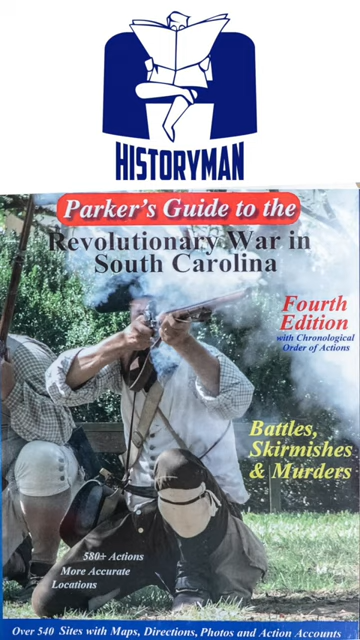 HISTORYMAN
Parker's Guide to the
Revolutionary War in
South Carolina
Fourth
Edition
with Chronological
Order of Actions
Battles,
Skirmishes
& Murders
580+ Actions
More Accurate
Locations
Over 540 Sites with Maps, Directions, Photos and Action Accounts